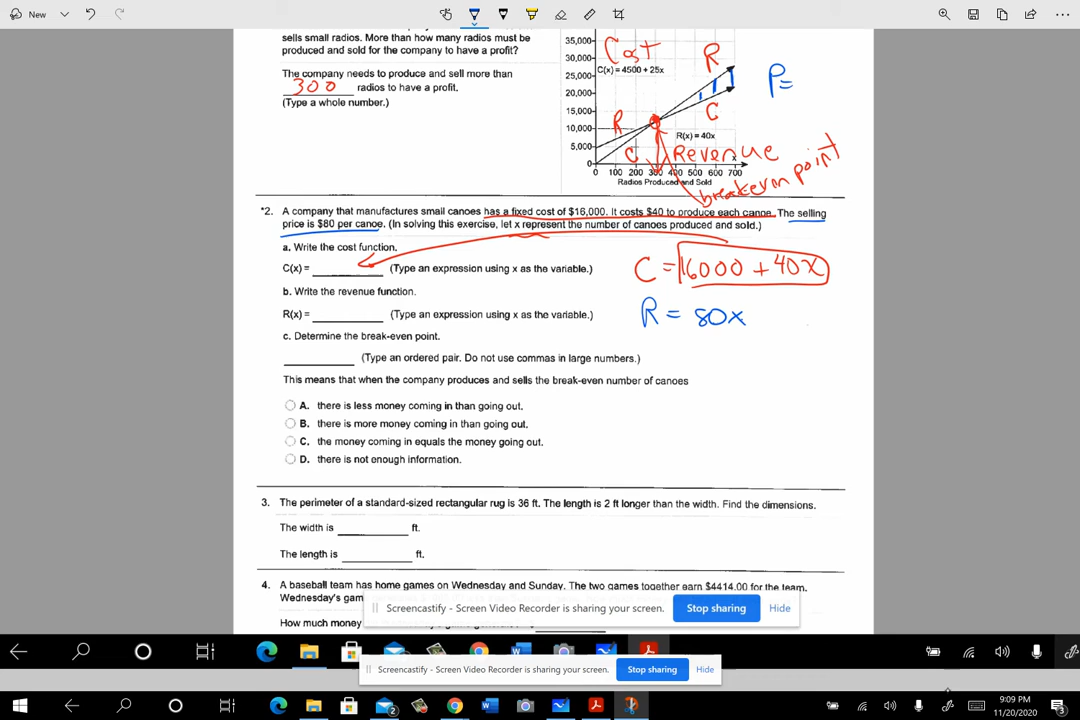 New
sells small radios. More than how many radios must be
produced and sold for the company to have a profit?
The company needs to produce and sell more than
300 radios to have a profit.
(Type a whole number.)
35,000
30,000
25,000
20,000
15,000
10,000
5,000
0
Cost
C(x) = 4500 + 25x
R
C
R
C
R(x) = 40x
Revenue
x
0 100 200 300 400 500 600 700
Radios Produced and Sold
breakeven point
P=
*2. A company that manufactures small canoes has a fixed cost of $16,000. It costs $40 to produce each canoe. The selling
price is $80 per canoe. (In solving this exercise, let x represent the number of canoes produced and sold.)
a. Write the cost function.
C(x) = (Type an expression using x as the variable.)
C = 16000 + 40x
b. Write the revenue function.
R(x) = (Type an expression using x as the variable.)
R = 80x
c. Determine the break-even point.
(Type an ordered pair. Do not use commas in large numbers.)
This means that when the company produces and sells the break-even number of canoes
A. there is less money coming in than going out.
B. there is more money coming in than going out.
C. the money coming in equals the money going out.
D. there is not enough information.
3. The perimeter of a standard-sized rectangular rug is 36 ft. The length is 2 ft longer than the width. Find the dimensions.
The width is ft.
The length is ft.
4. A baseball team has home games on Wednesday and Sunday. The two games together earn $4414.00 for the team.
Wednesday's gam
How much money
Screencastify - Screen Video Recorder is sharing your screen.
Stop sharing
Hide
Screencastify - Screen Video Recorder is sharing your screen.
Stop sharing
Hide
9:09 PM
11/20/2020
2
3